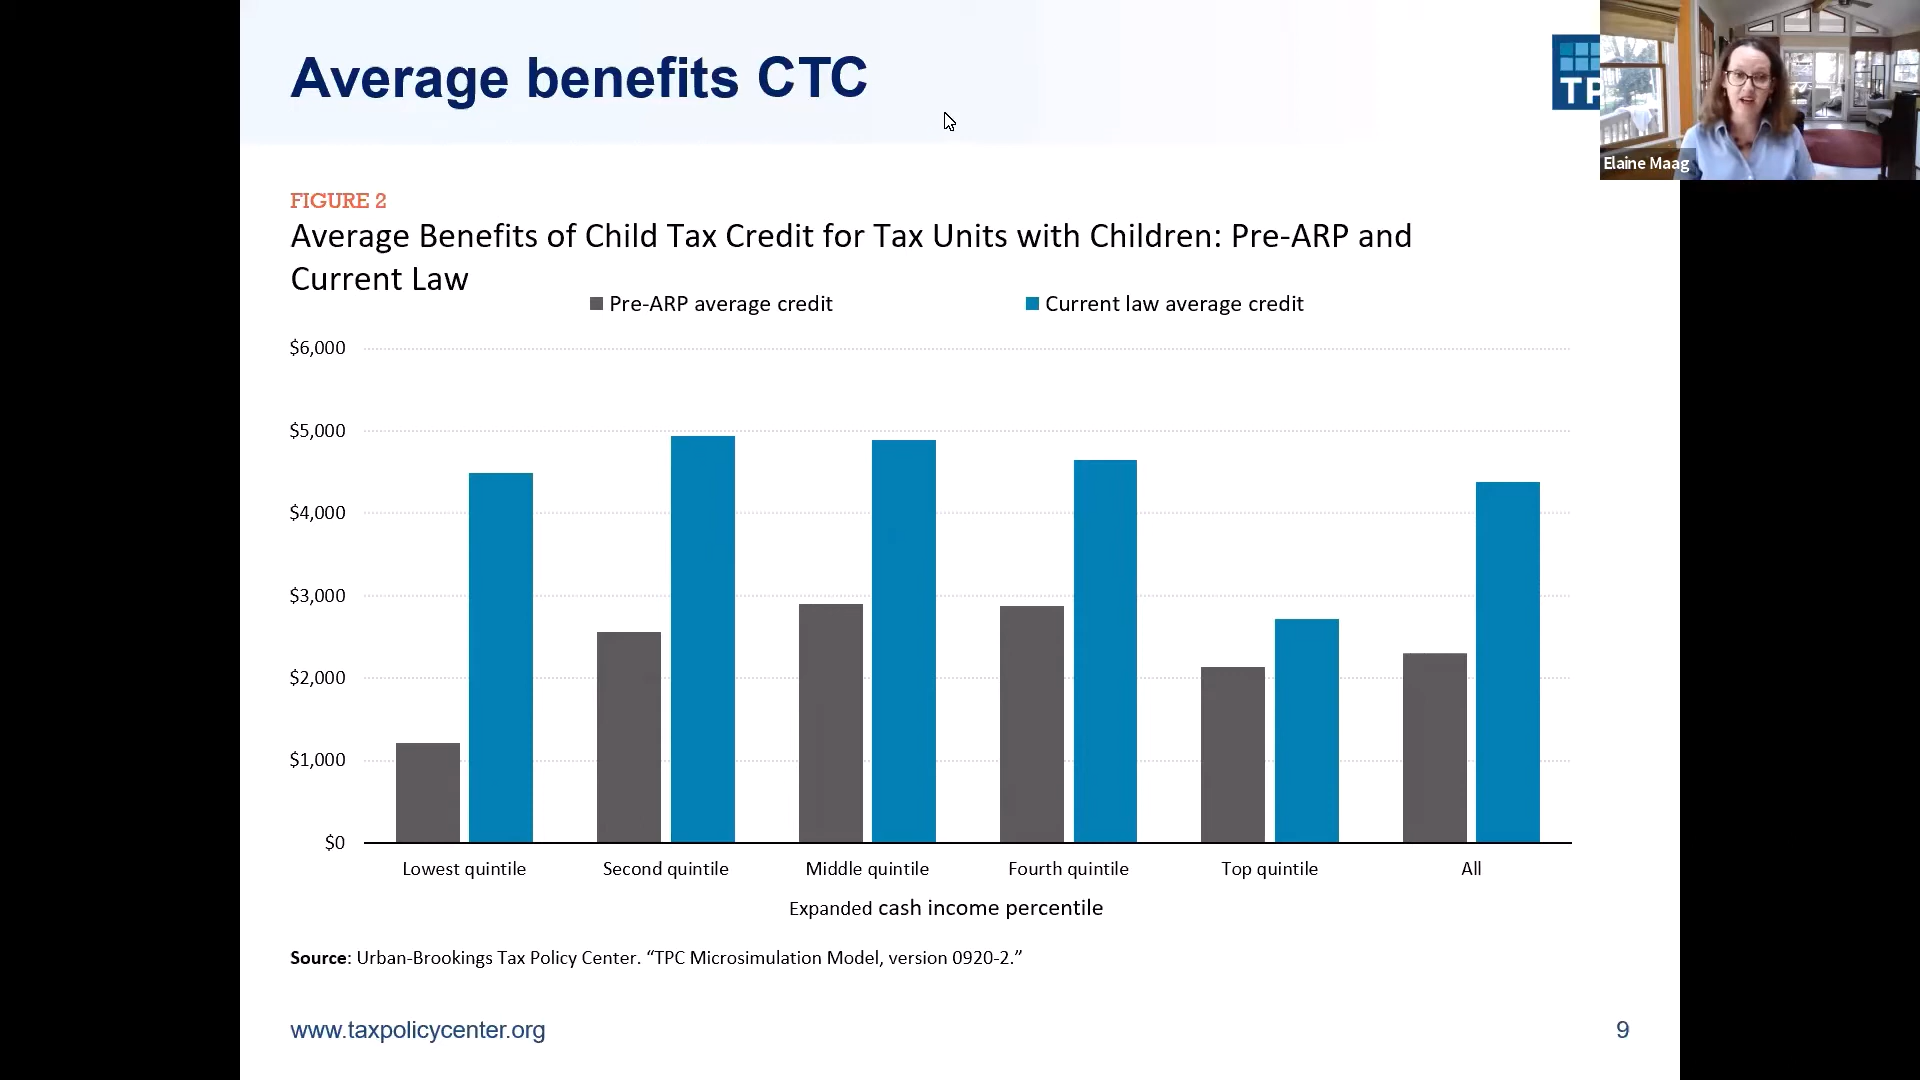 Average benefits CTC
TP
Elaine Maag
FIGURE 2
Average Benefits of Child Tax Credit for Tax Units with Children: Pre-ARP and
Current Law
Pre-ARP average credit
Current law average credit
$6,000
$5,000
$4,000
$3,000
$2,000
$1,000
$0
Lowest quintile
Second quintile
Middle quintile
Fourth quintile
Top quintile
All
Expanded cash income percentile
Source: Urban-Brookings Tax Policy Center. “TPC Microsimulation Model, version 0920-2.”
www.taxpolicycenter.org
9